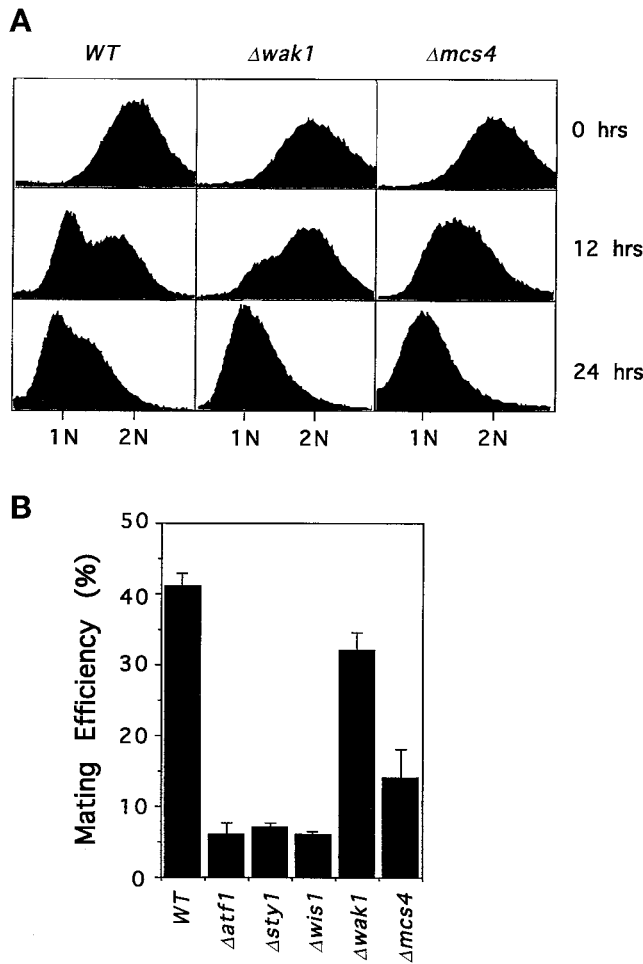 A
WT Δwak1 Δmcs4
0 hrs
12 hrs
24 hrs
1N 2N 1N 2N 1N 2N
B
Mating Efficiency (%)
50
40
30
20
10
0
WT Δatf1 Δsty1 Δwis1 Δwak1 Δmcs4